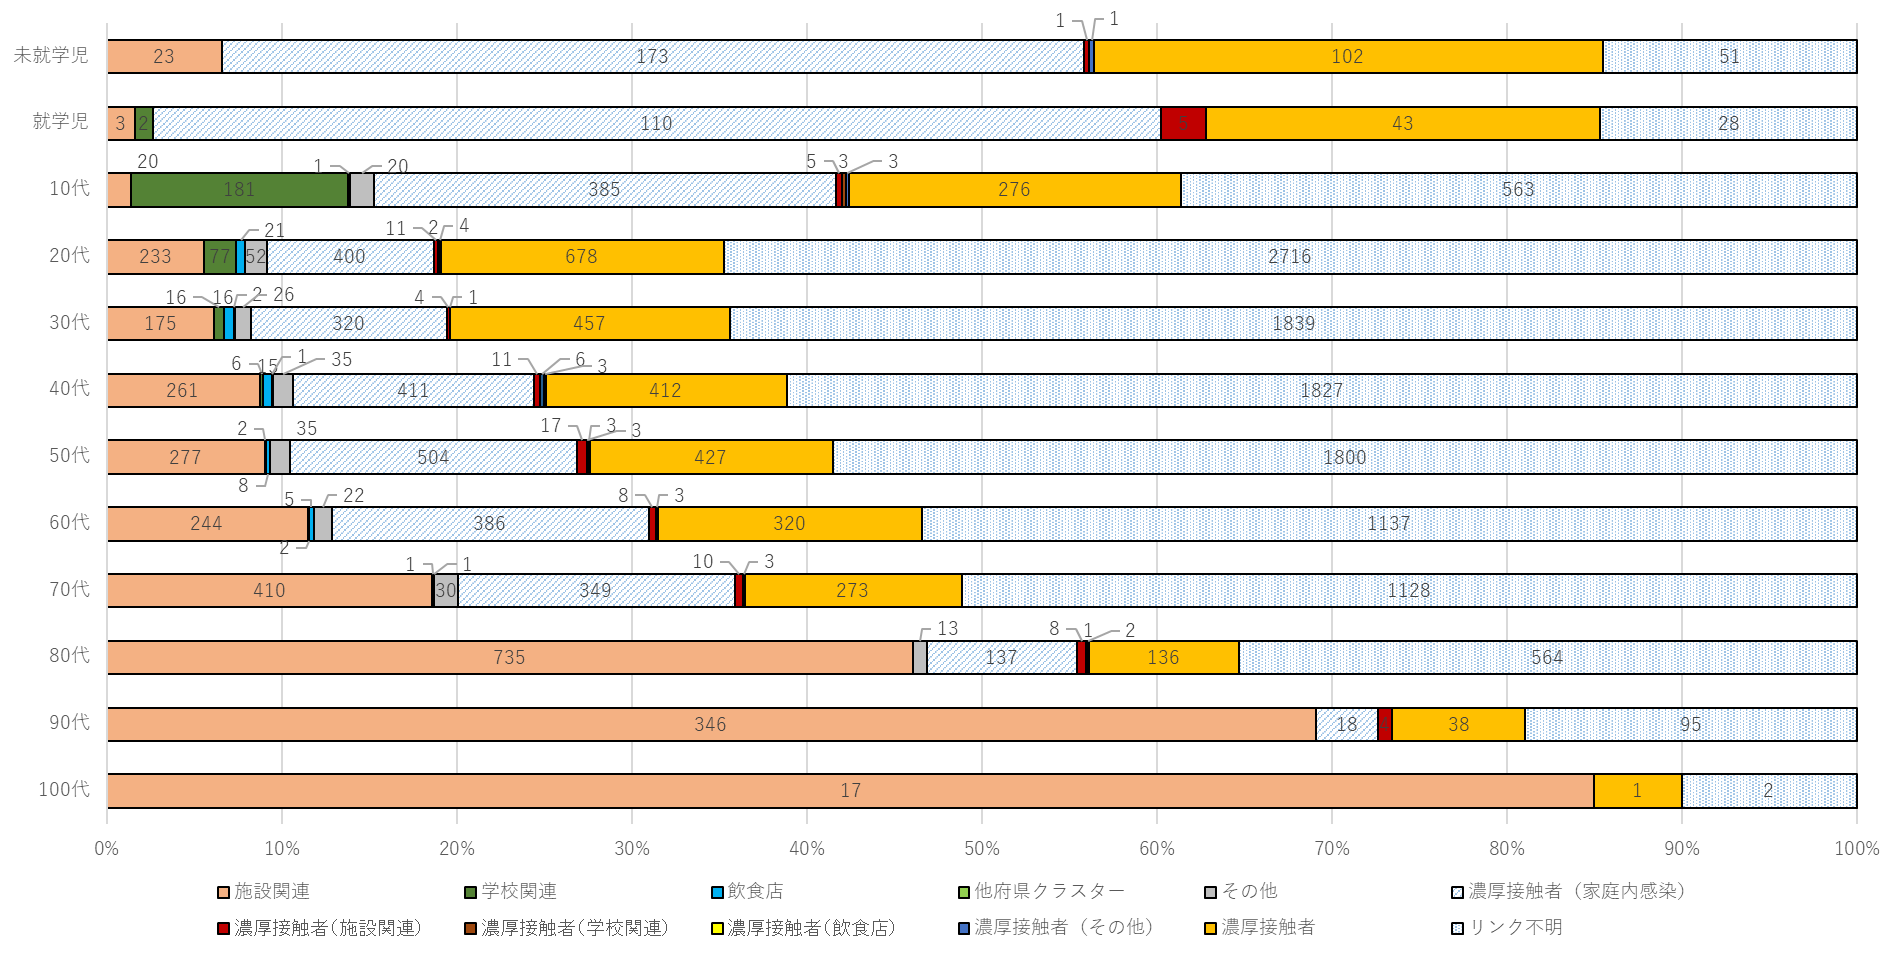 1 1
未就学児 23 173 102 51
就学児 3 2 110 5 43 28
20 1 20 5 3 3
10代 181 385 276 563
21 11 2 4
20代 233 77 52 400 678 2716
16 16 2 26 4 1
30代 175 320 457 1839
6 15 1 35 11 6 3
40代 261 411 412 1827
2 35 17 3 3
50代 277 504 427 1800
8
5 22 8 3
60代 244 386 320 1137
2
1 1 10 3
70代 410 30 349 273 1128
13 8 1 2
80代 735 137 136 564
90代 346 18 38 95
100代 17 1 2
0% 10% 20% 30% 40% 50% 60% 70% 80% 90% 100%
施設関連 学校関連 飲食店 他府県クラスター その他 濃厚接触者（家庭内感染）
濃厚接触者(施設関連) 濃厚接触者(学校関連) 濃厚接触者(飲食店) 濃厚接触者（その他） 濃厚接触者 リンク不明